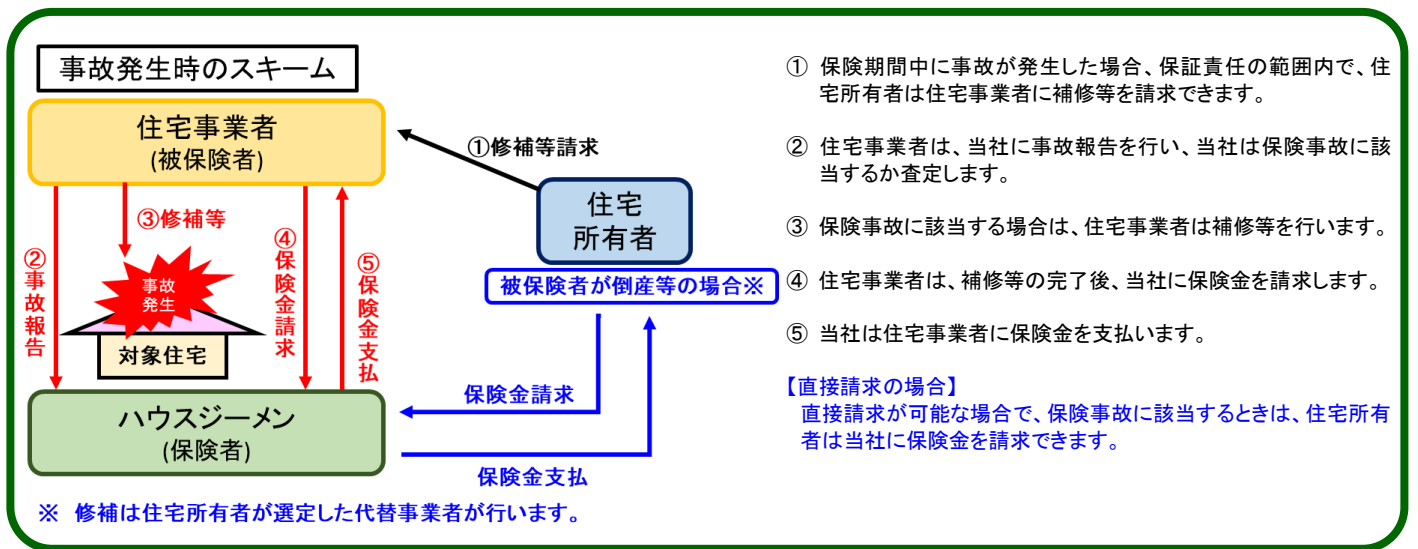 事故発生時のスキーム
住宅事業者
(被保険者)
①修補等請求
住宅
所有者
③修補等
②事故報告
④保険金請求
⑤保険金支払
事故
発生
対象住宅
被保険者が倒産等の場合※
保険金請求
ハウスジーメン
(保険者)
保険金支払
※ 修補は住宅所有者が選定した代替事業者が行います。
① 保険期間中に事故が発生した場合、保証責任の範囲内で、住
宅所有者は住宅事業者に補修等を請求できます。
② 住宅事業者は、当社に事故報告を行い、当社は保険事故に該
当するか査定します。
③ 保険事故に該当する場合は、住宅事業者は補修等を行います。
④ 住宅事業者は、補修等の完了後、当社に保険金を請求します。
⑤ 当社は住宅事業者に保険金を支払います。
【直接請求の場合】
直接請求が可能な場合で、保険事故に該当するときは、住宅所有
者は当社に保険金を請求できます。